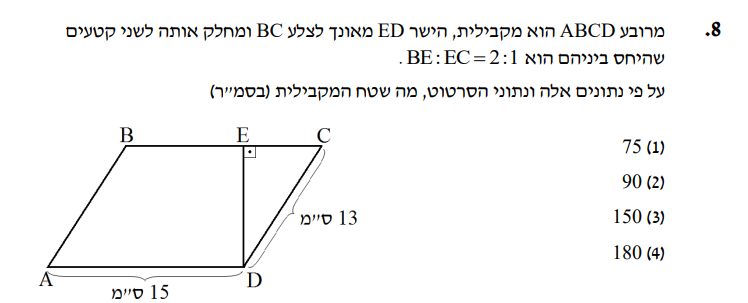 8. מרובע ABCD הוא מקבילית, הישר ED מאונך לצלע BC ומחלק אותה לשני קטעים
שהיחס ביניהם הוא BE : EC = 2 : 1 .
על פי נתונים אלה ונתוני הסרטוט, מה שטח המקבילית (בסמ״ר)
(1) 75
(2) 90
(3) 150
(4) 180
B E C
13 ס״מ
A D
15 ס״מ